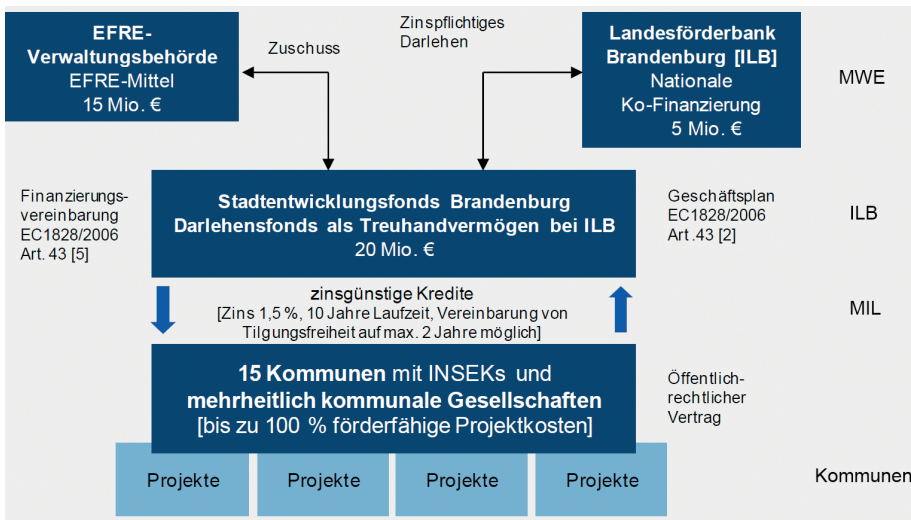 EFRE-
Verwaltungsbehörde
EFRE-Mittel
15 Mio. €
Zuschuss
Zinspflichtiges
Darlehen
Landesförderbank
Brandenburg [ILB]
Nationale
Ko-Finanzierung
5 Mio. €
MWE
Finanzierungs-
vereinbarung
EC1828/2006
Art. 43 [5]
Stadtentwicklungsfonds Brandenburg
Darlehensfonds als Treuhandvermögen bei ILB
20 Mio. €
Geschäftsplan
EC1828/2006
Art.43 [2]
ILB
zinsgünstige Kredite
[Zins 1,5 %, 10 Jahre Laufzeit, Vereinbarung von
Tilgungsfreiheit auf max. 2 Jahre möglich]
MIL
15 Kommunen mit INSEKs und
mehrheitlich kommunale Gesellschaften
[bis zu 100 % förderfähige Projektkosten]
Öffentlich-
rechtlicher
Vertrag
Projekte
Projekte
Projekte
Projekte
Kommunen